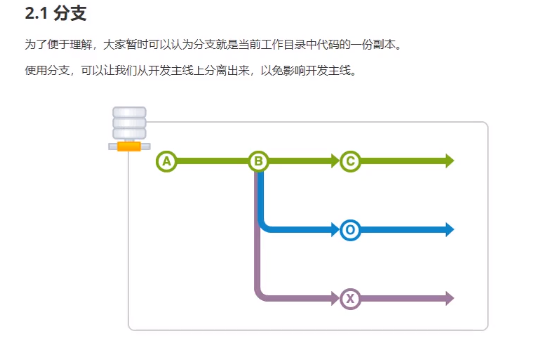 2.1 分支
为了便于理解，大家暂时可以认为分支就是当前工作目录中代码的一份副本。
使用分支，可以让我们从开发主线上分离出来，以免影响开发主线。
A B C
O
X